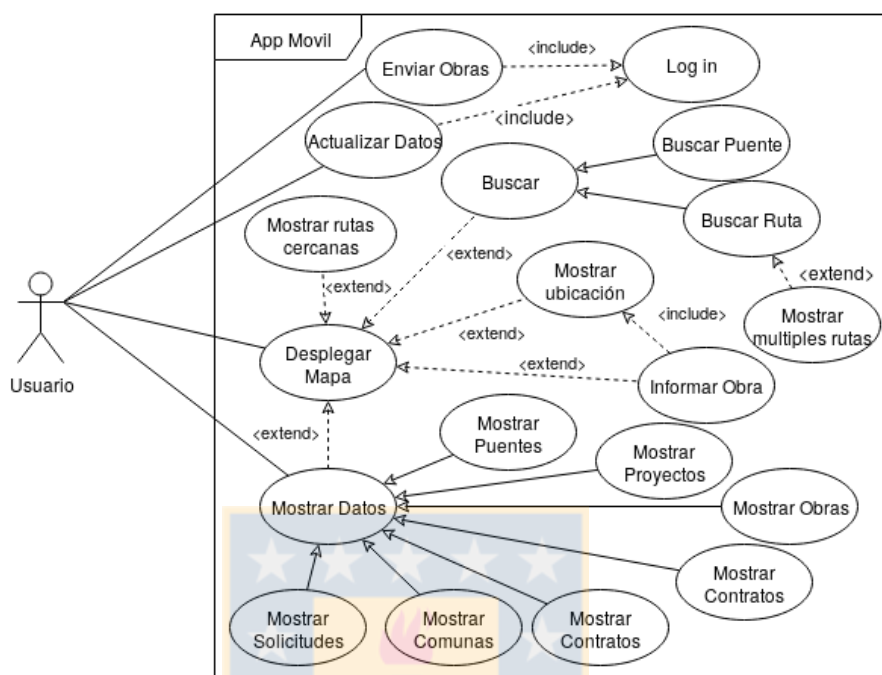 App Movil
Enviar Obras
<include>
Log in
Actualizar Datos
<include>
Buscar Puente
Buscar
Mostrar rutas
cercanas
Buscar Ruta
<extend>
<extend>
Mostrar
ubicación
<extend>
<extend>
<include>
Mostrar
multiples rutas
Usuario
Desplegar
Mapa
<extend>
Informar Obra
<extend>
Mostrar
Puentes
Mostrar
Proyectos
Mostrar Datos
Mostrar Obras
Mostrar
Contratos
Mostrar
Solicitudes
Mostrar
Comunas
Mostrar
Contratos